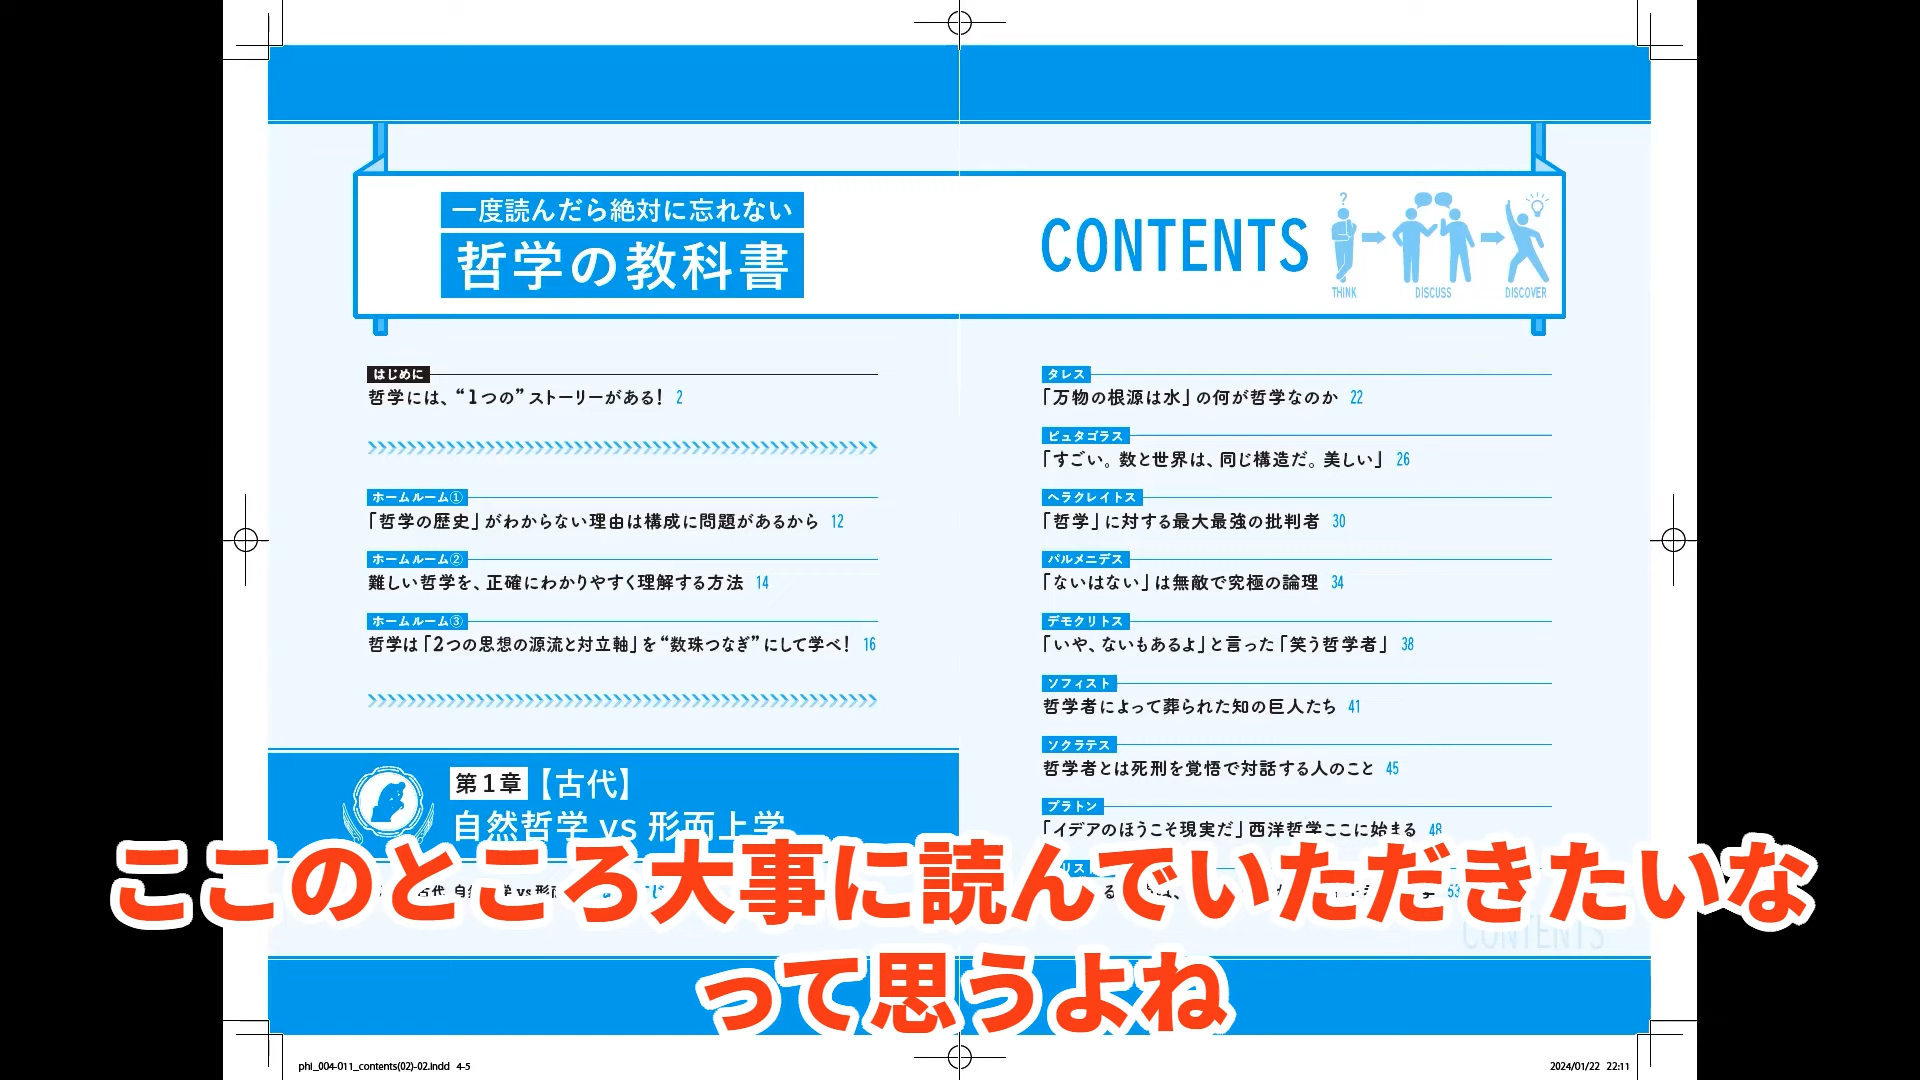 一度読んだら絶対に忘れない
哲学の教科書
CONTENTS
?
THINK
DISCUSS
DISCOVER
はじめに
哲学には、“1つの”ストーリーがある! 2
ホームルーム①
「哲学の歴史」がわからない理由は構成に問題があるから 12
ホームルーム②
難しい哲学を、正確にわかりやすく理解する方法 14
ホームルーム③
哲学は「2つの思想の源流と対立軸」を“数珠つなぎ”にして学べ! 16
第1章【古代】
自然哲学 vs 形而上学
タレス
「万物の根源は水」の何が哲学なのか 22
ピュタゴラス
「すごい。数と世界は、同じ構造だ。美しい」 26
ヘラクレイトス
「哲学」に対する最大最強の批判者 30
パルメニデス
「ないはない」は無敵で究極の論理 34
デモクリトス
「いや、ないもあるよ」と言った「笑う哲学者」 38
ソフィスト
哲学者によって葬られた知の巨人たち 41
ソクラテス
哲学者とは死刑を覚悟で対話する人のこと 45
プラトン
「イデアのほうこそ現実だ」西洋哲学ここに始まる 48
53
CONTENTS
ここのところ大事に読んでいただきたいな
って思うよね
phl_004-011_contents(02)-02.indd 4-5
2024/01/22 22:11